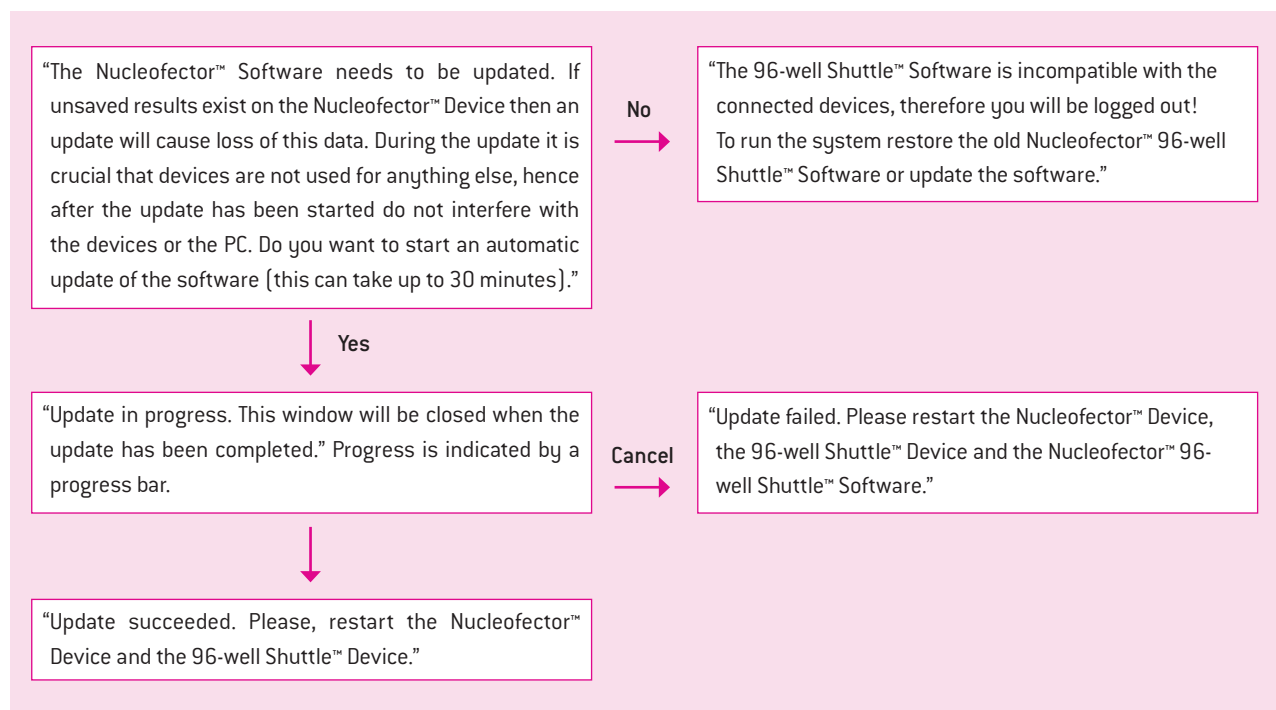 “The Nucleofector™ Software needs to be updated. If
unsaved results exist on the Nucleofector™ Device then an
update will cause loss of this data. During the update it is
crucial that devices are not used for anything else, hence
after the update has been started do not interfere with
the devices or the PC. Do you want to start an automatic
update of the software (this can take up to 30 minutes).”
No
“The 96-well Shuttle™ Software is incompatible with the
connected devices, therefore you will be logged out!
To run the system restore the old Nucleofector™ 96-well
Shuttle™ Software or update the software.”
Yes
“Update in progress. This window will be closed when the
update has been completed.” Progress is indicated by a
progress bar.
Cancel
“Update failed. Please restart the Nucleofector™ Device,
the 96-well Shuttle™ Device and the Nucleofector™ 96-
well Shuttle™ Software.”
“Update succeeded. Please, restart the Nucleofector™
Device and the 96-well Shuttle™ Device.”